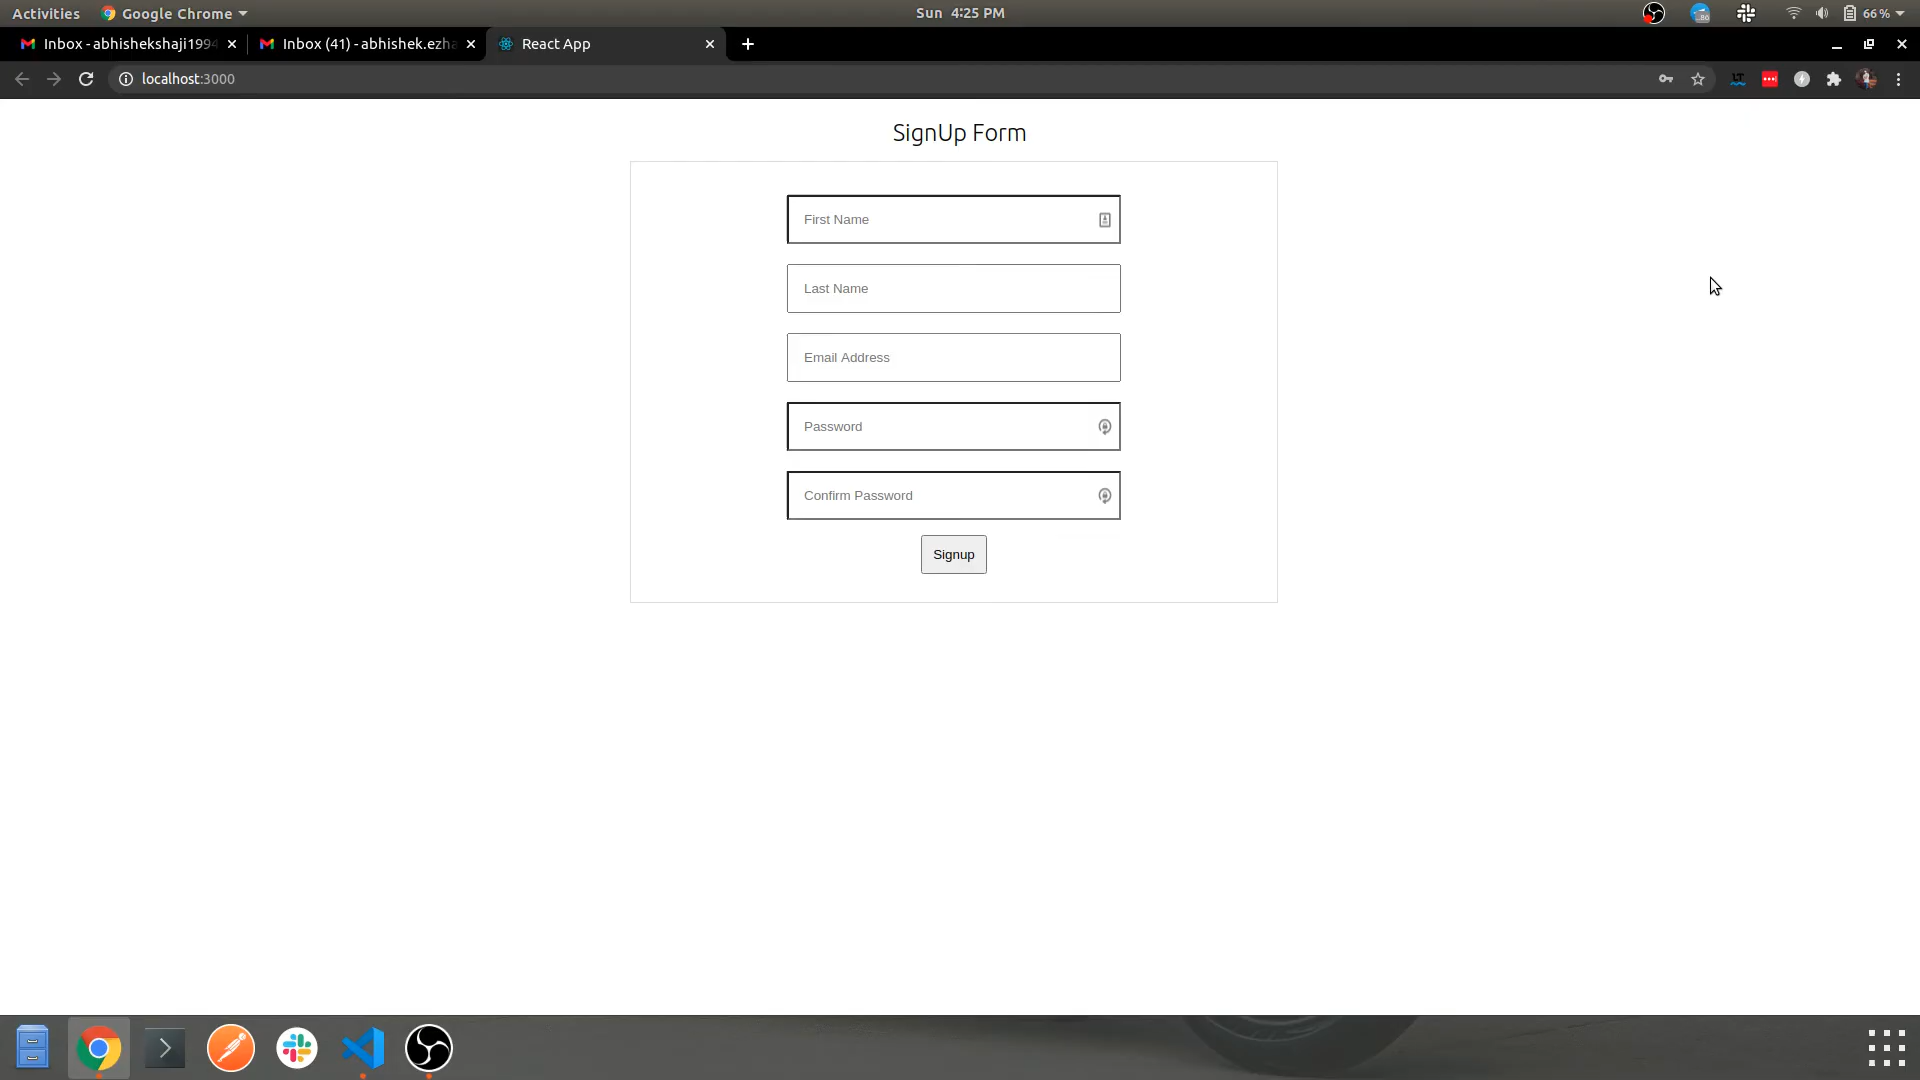 Activities
Google Chrome
Sun 4:25 PM
66 %
Inbox - abhishekshaji1994
Inbox (41) - abhishek.ezha
React App
localhost:3000
SignUp Form
First Name
Last Name
Email Address
Password
Confirm Password
Signup